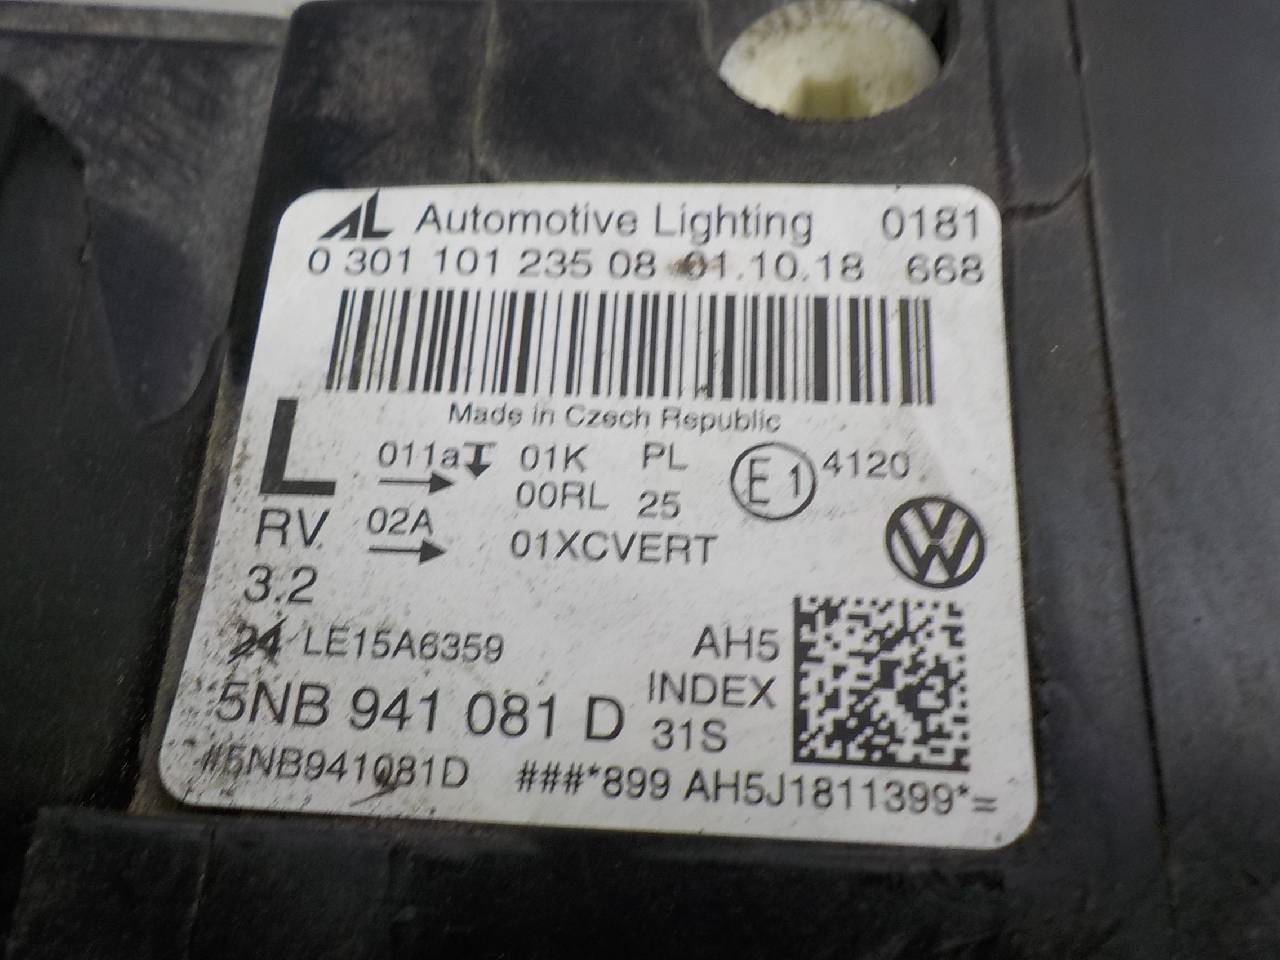 AL Automotive Lighting 0181
0 301 101 235 08 01.10.18 668
Made in Czech Republic
L 011a 01K PL E1 4120
00RL 25
RV 02A 01XCVERT
3.2
24 LE15A6359 AH5
5NB 941 081 D INDEX
31S
#5NB941081D ###*899 AH5J1811399*=